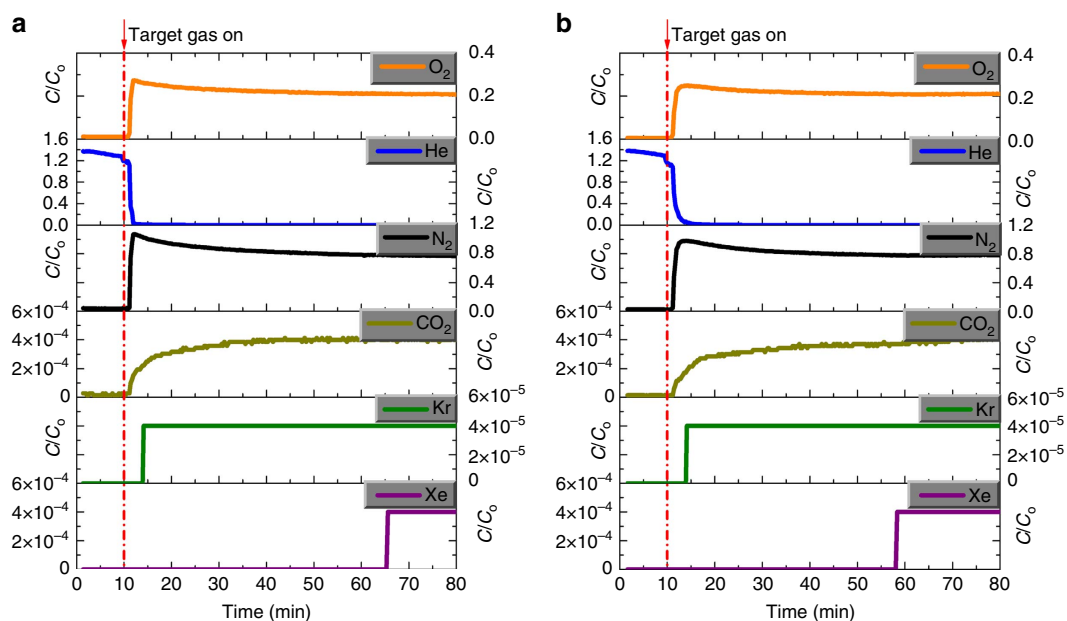 a
Target gas on
C/Co
O2
0.4
0.2
0.0
C/Co
1.6
1.2
0.8
0.4
0.0
He
C/Co
N2
1.2
0.8
0.4
0.0
C/Co
6×10−4
4×10−4
2×10−4
0
CO2
C/Co
Kr
6×10−5
4×10−5
2×10−5
0
C/Co
6×10−4
4×10−4
2×10−4
0
Xe
C/Co
0 10 20 30 40 50 60 70 80
Time (min)
b
Target gas on
C/Co
O2
0.4
0.2
0.0
C/Co
1.6
1.2
0.8
0.4
0.0
He
C/Co
N2
1.2
0.8
0.4
0.0
C/Co
6×10−4
4×10−4
2×10−4
0
CO2
C/Co
Kr
6×10−5
4×10−5
2×10−5
0
C/Co
6×10−4
4×10−4
2×10−4
0
Xe
C/Co
0 10 20 30 40 50 60 70 80
Time (min)